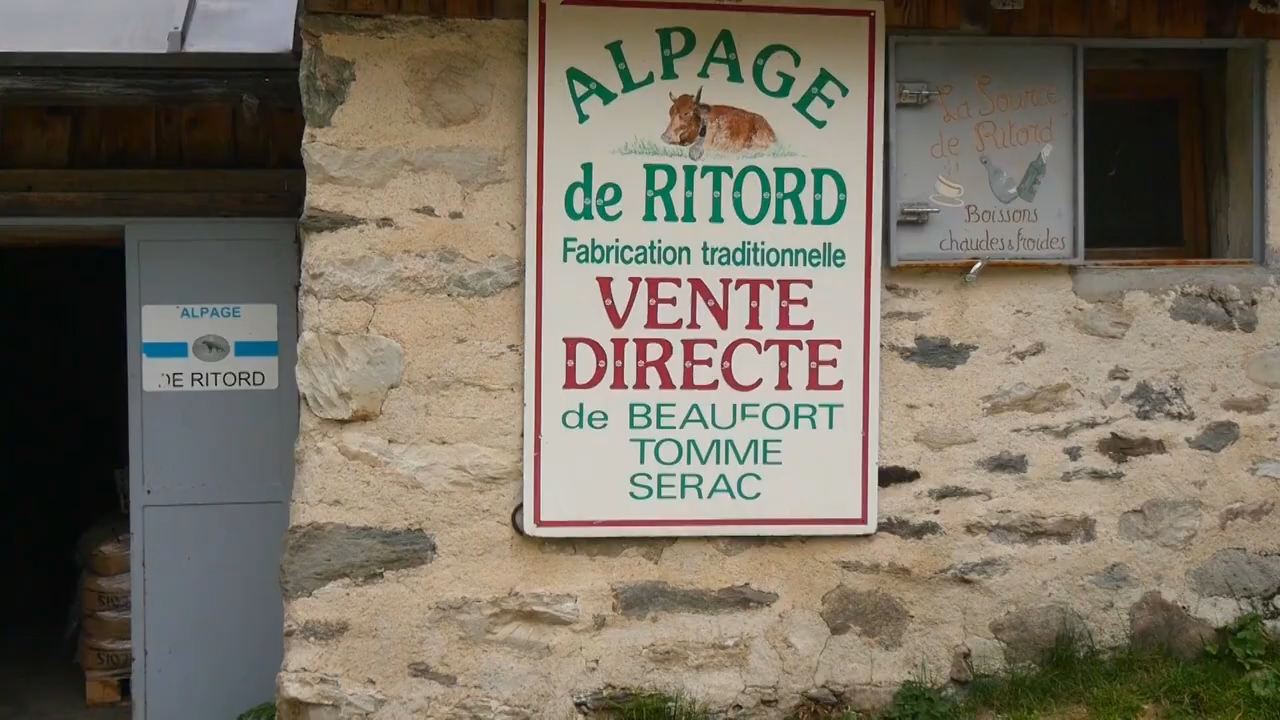 ALPAGE
de RITORD
Fabrication traditionnelle
VENTE
DIRECTE
de BEAUFORT
TOMME
SERAC
La Source
de Ritord
Boissons
chaudes & froides
ALPAGE
DE RITORD